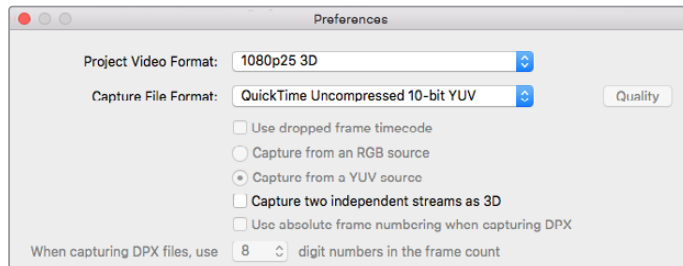 Preferences
Project Video Format: 1080p25 3D
Capture File Format: QuickTime Uncompressed 10-bit YUV Quality
Use dropped frame timecode
Capture from an RGB source
Capture from a YUV source
Capture two independent streams as 3D
Use absolute frame numbering when capturing DPX
When capturing DPX files, use 8 digit numbers in the frame count